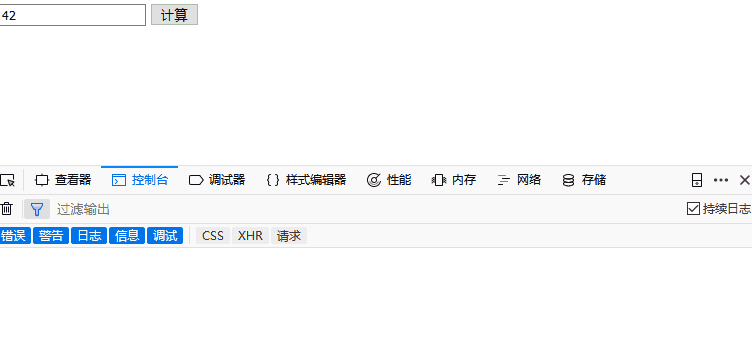 42 计算
查看器 控制台 调试器 {} 样式编辑器 性能 内存 网络 存储
过滤输出 持续日志
错误 警告 日志 信息 调试 CSS XHR 请求